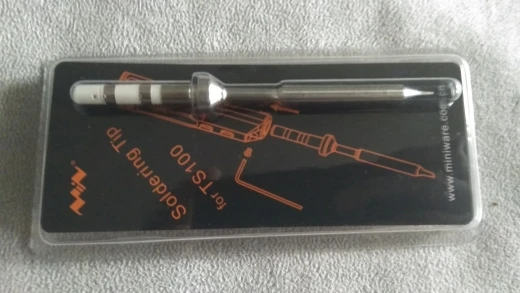 Soldering Tip
for TS100
www.miniware.com.cn